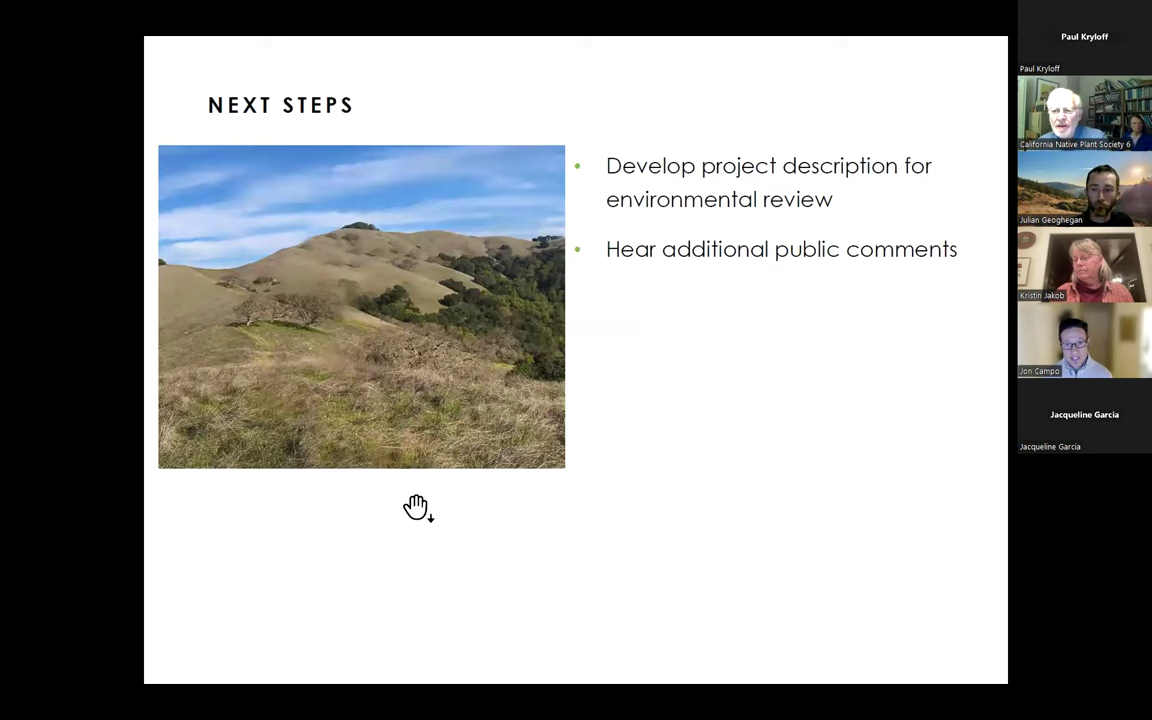 NEXT STEPS
Develop project description for
environmental review
Hear additional public comments
Paul Kryloff
Paul Kryloff
California Native Plant Society 6
Julian Geoghegan
Kristin Jakob
Jon Campo
Jacqueline Garcia
Jacqueline Garcia